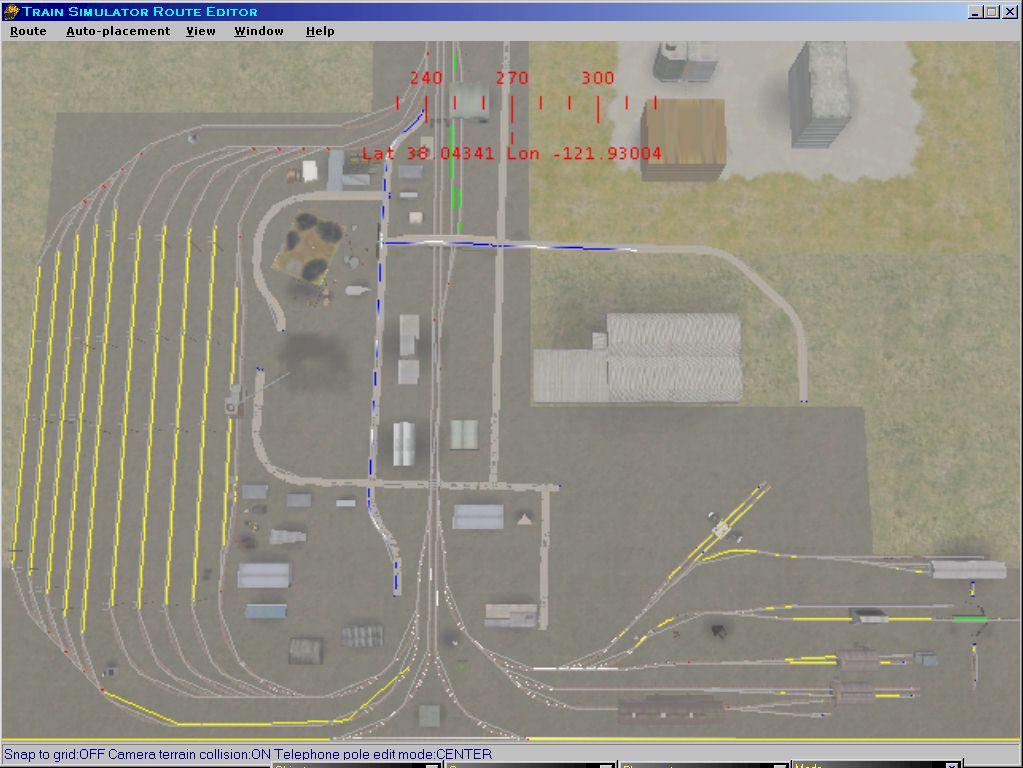 Train Simulator Route Editor
Route Auto-placement View Window Help
240 270 300
Lat 38.04341 Lon -121.93004
Snap to grid:OFF Camera terrain collision:ON Telephone pole edit mode:CENTER